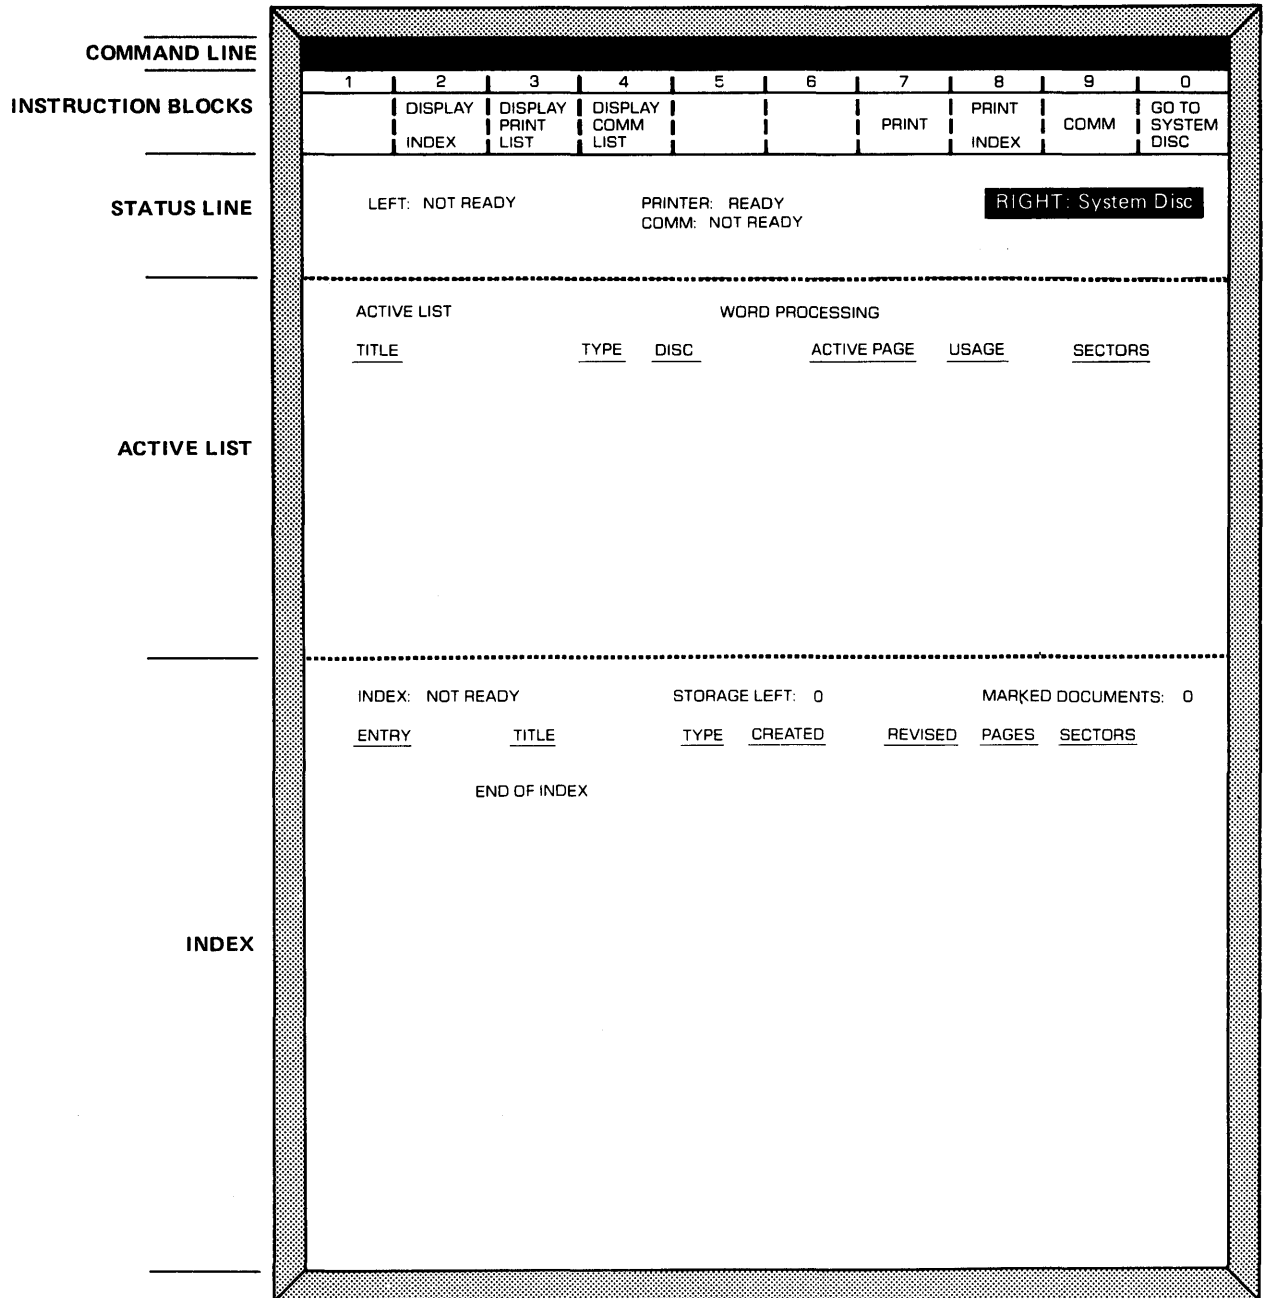 COMMAND LINE
1 2 3 4 5 6 7 8 9 0
INSTRUCTION BLOCKS
DISPLAY INDEX
DISPLAY PRINT LIST
DISPLAY COMM LIST
PRINT
PRINT INDEX
COMM
GO TO SYSTEM DISC
STATUS LINE
LEFT: NOT READY
PRINTER: READY
COMM: NOT READY
RIGHT: System Disc
ACTIVE LIST WORD PROCESSING
TITLE TYPE DISC ACTIVE PAGE USAGE SECTORS
ACTIVE LIST
INDEX: NOT READY STORAGE LEFT: 0 MARKED DOCUMENTS: 0
ENTRY TITLE TYPE CREATED REVISED PAGES SECTORS
END OF INDEX
INDEX